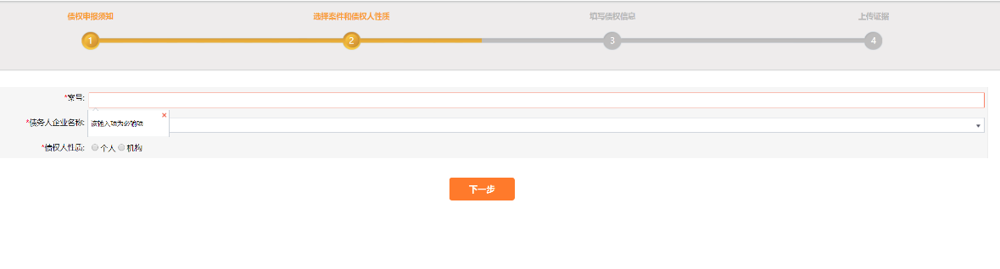 债权申报须知
选择案件和债权人性质
填写债权信息
上传证据
1
2
3
4
*案号:
*债务人企业名称:
该输入项为必输项
*债权人性质:
个人 机构
下一步